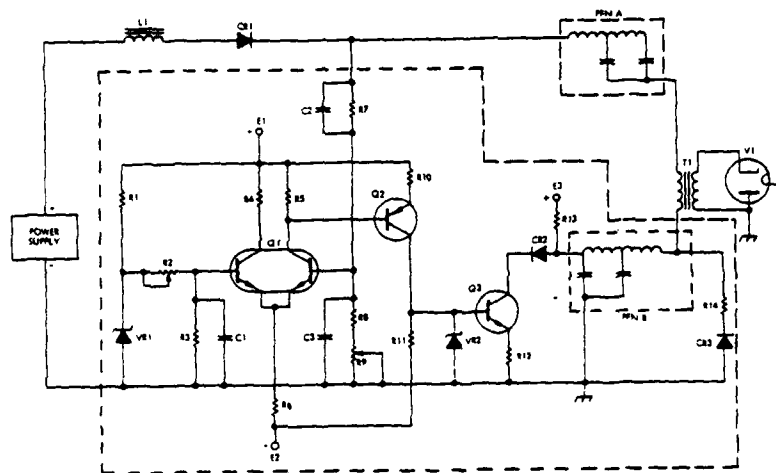 PFN A
L1
CR1
C2
R7
E1
+
T1
V1
R1
R4
R5
Q2
R10
E3
+
R13
POWER SUPPLY
+
-
R2
Q1
CR2
Q3
PFN B
R14
VR1
R3
C1
C3
R8
R9
R11
VR2
R12
CR3
R6
-
E2